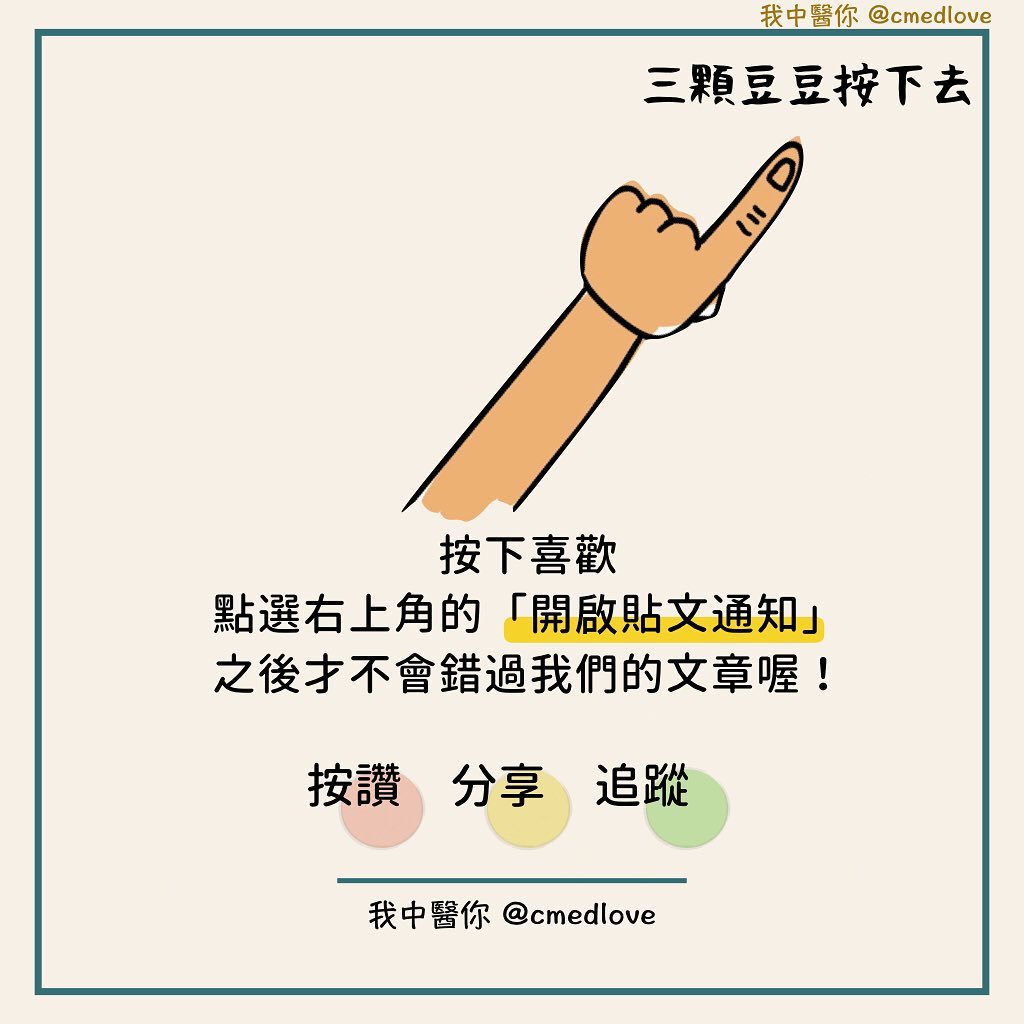 我中醫你 @cmedlove
三顆豆豆按下去
按下喜歡
點選右上角的「開啟貼文通知」
之後才不會錯過我們的文章喔！
按讚 分享 追蹤
我中醫你 @cmedlove